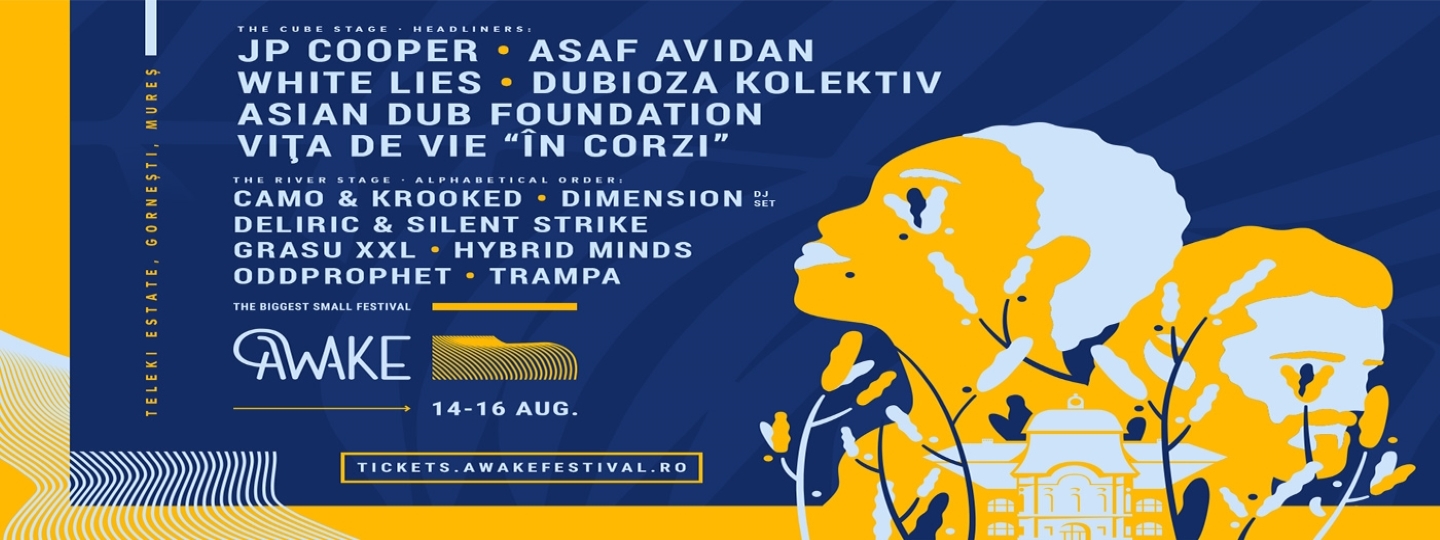 THE CUBE STAGE · HEADLINERS:
JP COOPER • ASAF AVIDAN
WHITE LIES • DUBIOZA KOLEKTIV
ASIAN DUB FOUNDATION
VIŢA DE VIE “ÎN CORZI”
THE RIVER STAGE · ALPHABETICAL ORDER:
CAMO & KROOKED • DIMENSION DJ SET
DELIRIC & SILENT STRIKE
GRASU XXL • HYBRID MINDS
ODDPROPHET • TRAMPA
THE BIGGEST SMALL FESTIVAL
AWAKE
14-16 AUG.
TICKETS.AWAKEFESTIVAL.RO
TELEKI ESTATE, GORNEȘTI, MUREȘ